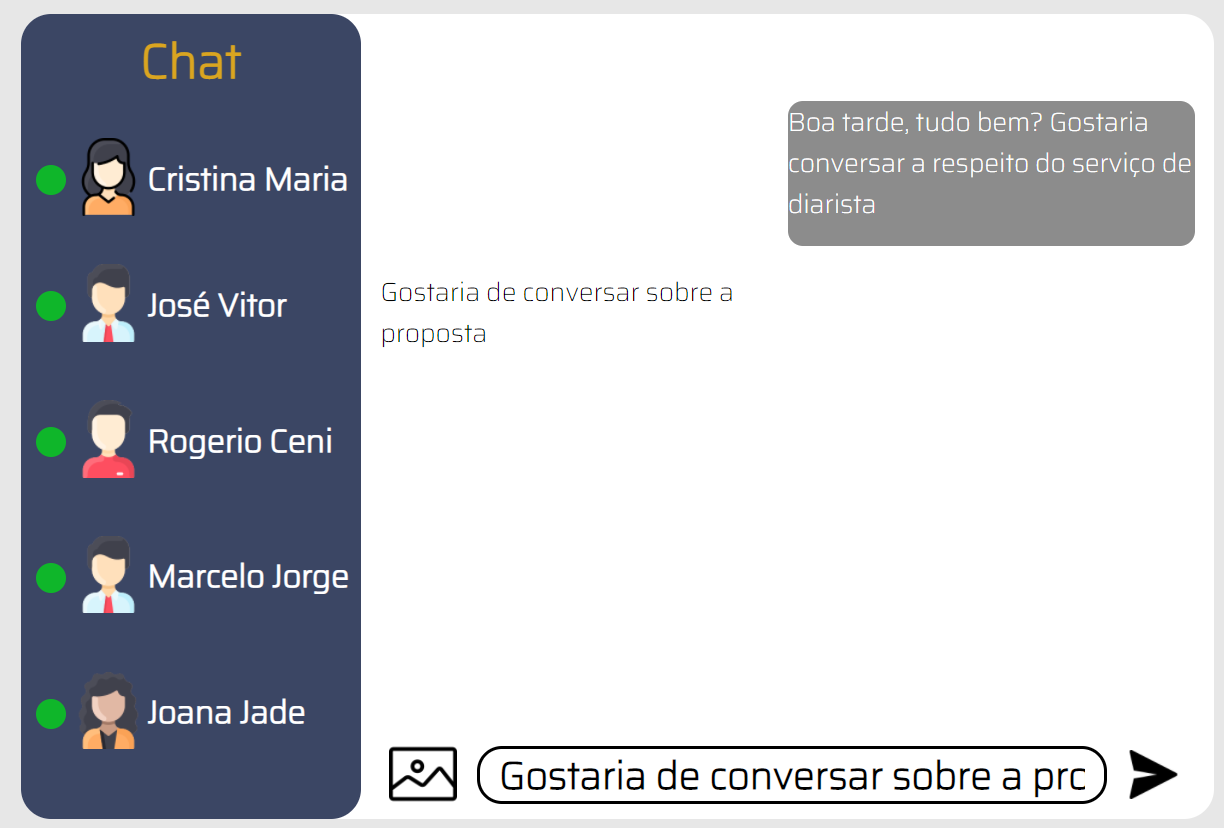 Chat
Cristina Maria
José Vitor
Rogerio Ceni
Marcelo Jorge
Joana Jade
Boa tarde, tudo bem? Gostaria
conversar a respeito do serviço de
diarista
Gostaria de conversar sobre a
proposta
Gostaria de conversar sobre a prc